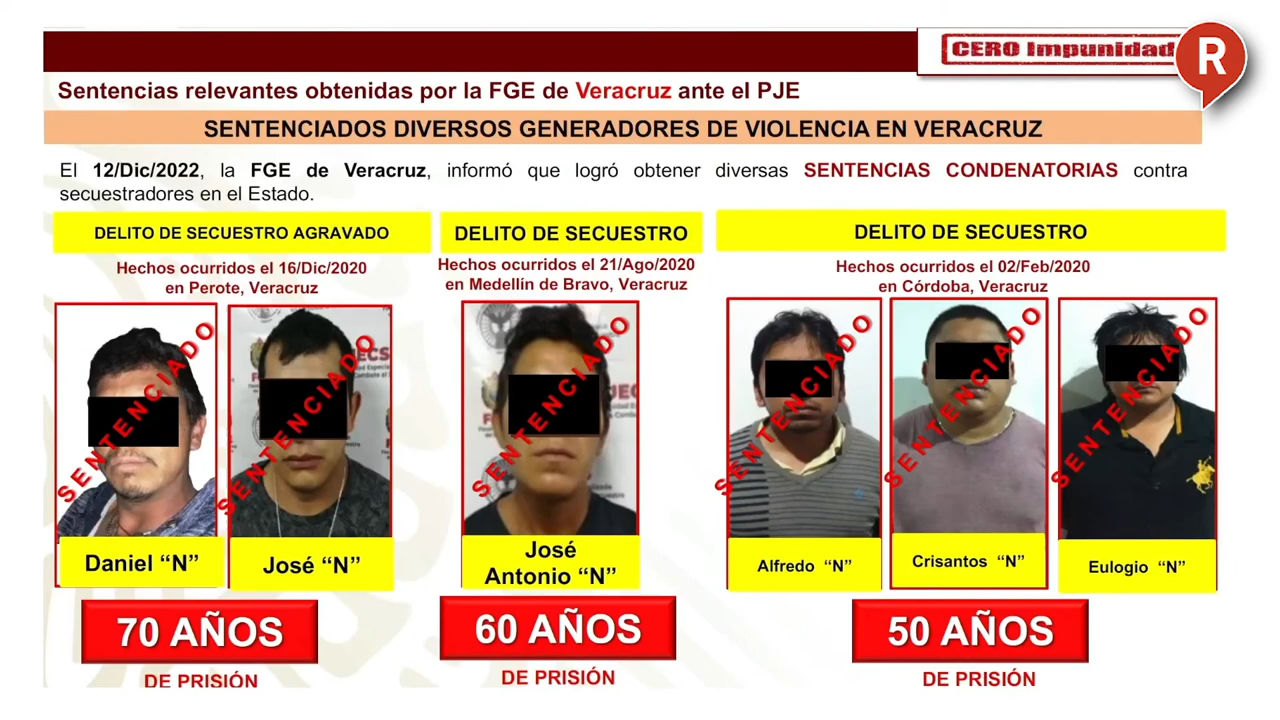 CERO Impunidad
R
Sentencias relevantes obtenidas por la FGE de Veracruz ante el PJE
SENTENCIADOS DIVERSOS GENERADORES DE VIOLENCIA EN VERACRUZ
El 12/Dic/2022, la FGE de Veracruz, informó que logró obtener diversas SENTENCIAS CONDENATORIAS contra
secuestradores en el Estado.
DELITO DE SECUESTRO AGRAVADO
Hechos ocurridos el 16/Dic/2020
en Perote, Veracruz
SENTENCIADO
SENTENCIADO
Daniel “N”
José “N”
70 AÑOS
DE PRISIÓN
DELITO DE SECUESTRO
Hechos ocurridos el 21/Ago/2020
en Medellín de Bravo, Veracruz
SENTENCIADO
José
Antonio “N”
60 AÑOS
DE PRISIÓN
DELITO DE SECUESTRO
Hechos ocurridos el 02/Feb/2020
en Córdoba, Veracruz
SENTENCIADO
SENTENCIADO
SENTENCIADO
Alfredo “N”
Crisantos “N”
Eulogio “N”
50 AÑOS
DE PRISIÓN